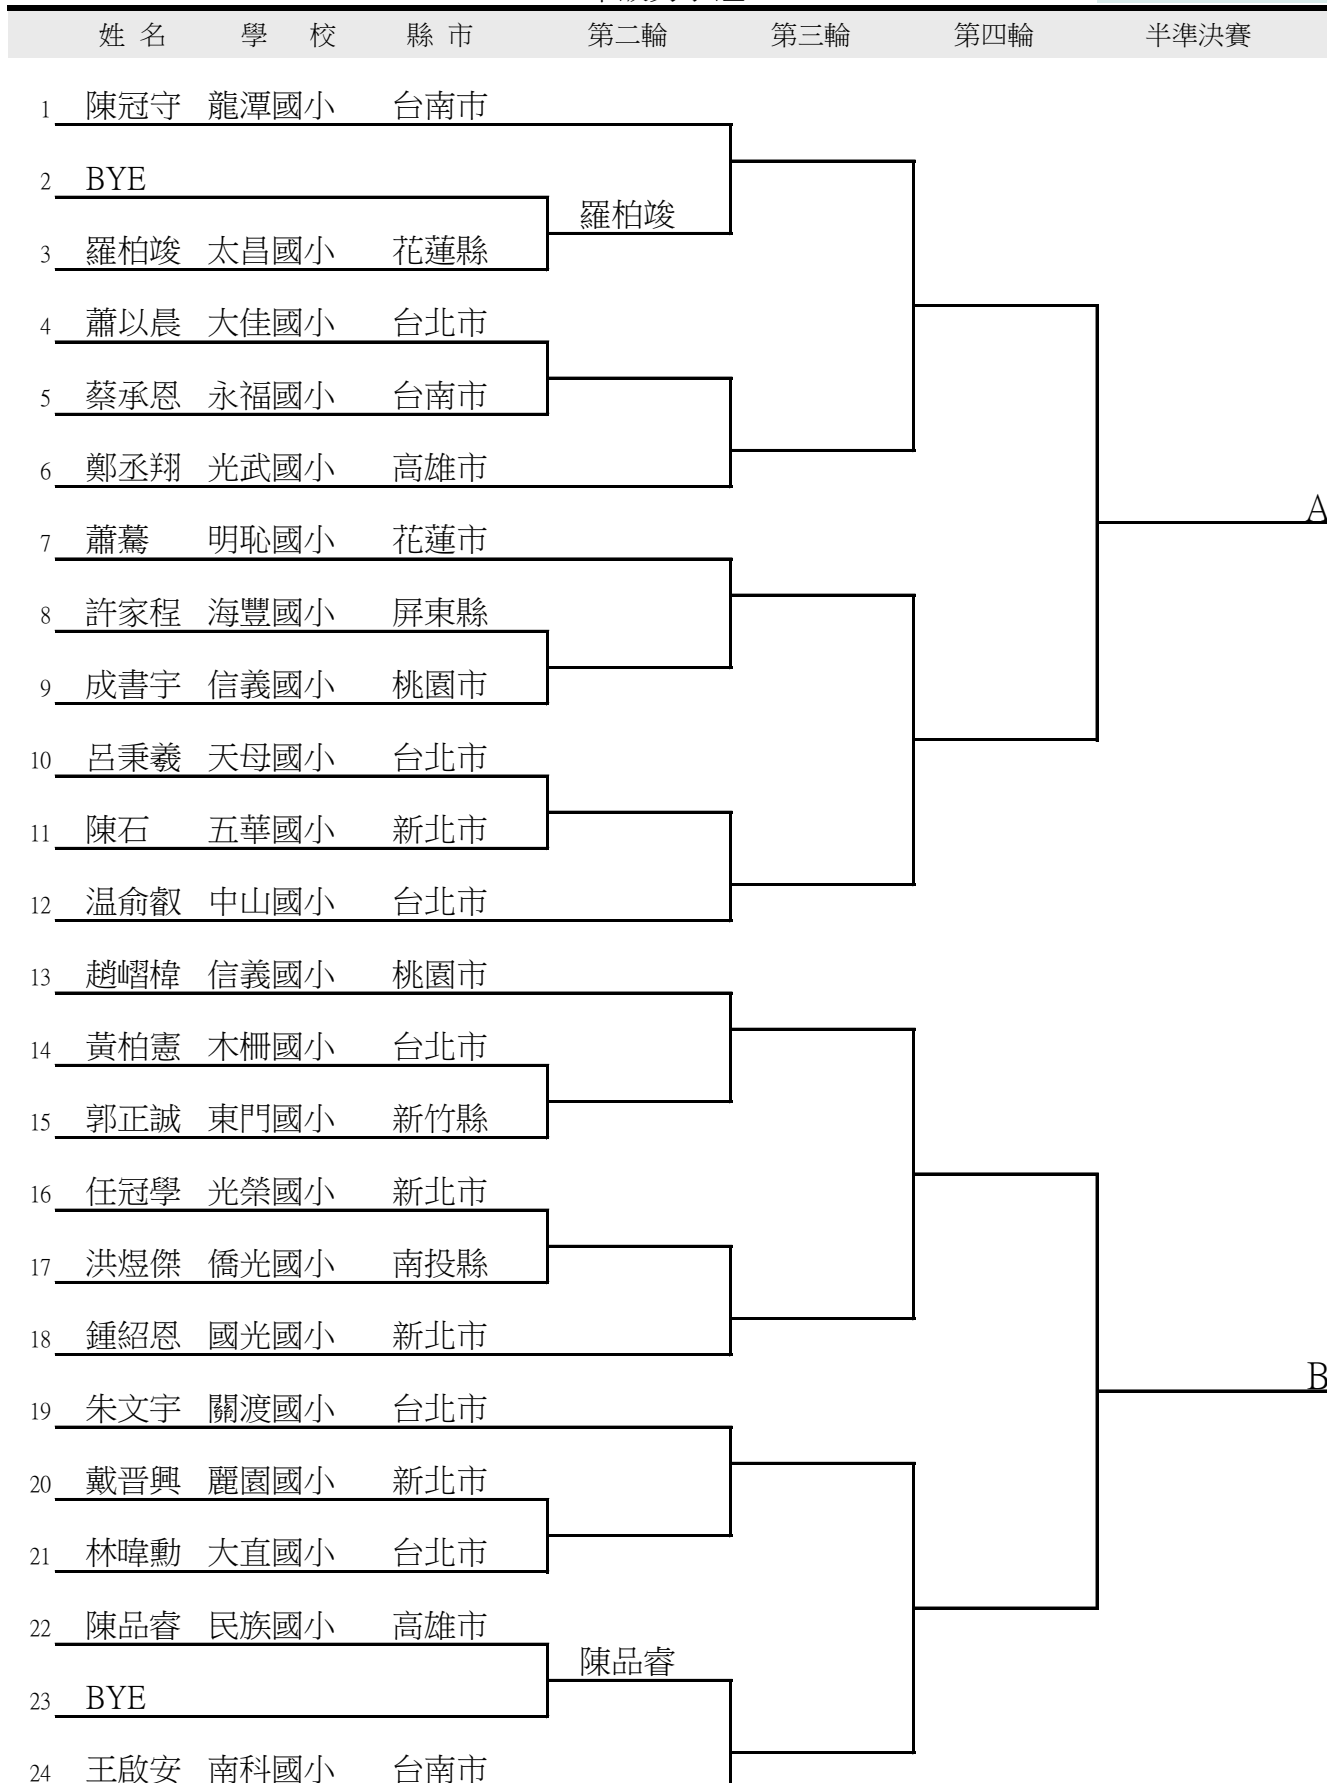 姓 名 學 校 縣 市 第二輪 第三輪 第四輪 半準決賽
1 陳冠守 龍潭國小 台南市
2 BYE
羅柏竣
3 羅柏竣 太昌國小 花蓮縣
4 蕭以晨 大佳國小 台北市
5 蔡承恩 永福國小 台南市
6 鄭丞翔 光武國小 高雄市
A
7 蕭驀 明恥國小 花蓮市
8 許家程 海豐國小 屏東縣
9 成書宇 信義國小 桃園市
10 呂秉羲 天母國小 台北市
11 陳石 五華國小 新北市
12 温俞叡 中山國小 台北市
13 趙嶍椲 信義國小 桃園市
14 黃柏憲 木柵國小 台北市
15 郭正誠 東門國小 新竹縣
16 任冠學 光榮國小 新北市
17 洪煜傑 僑光國小 南投縣
18 鍾紹恩 國光國小 新北市
B
19 朱文宇 關渡國小 台北市
20 戴晋興 麗園國小 新北市
21 林暐勳 大直國小 台北市
22 陳品睿 民族國小 高雄市
陳品睿
23 BYE
24 王啟安 南科國小 台南市